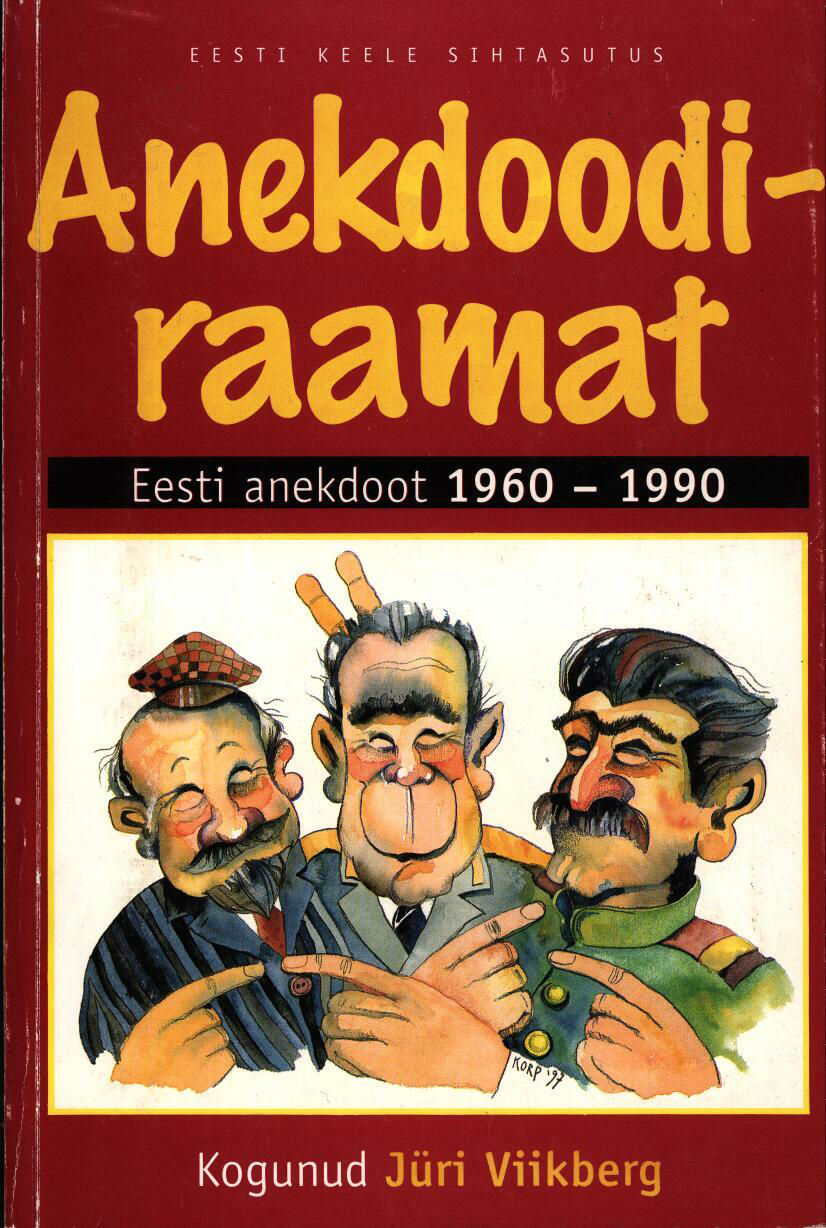 EESTI KEELE SIHTASUTUS
Anekdoodi-
raamat
Eesti anekdoot 1960 – 1990
KORP '97
Kogunud Jüri Viikberg